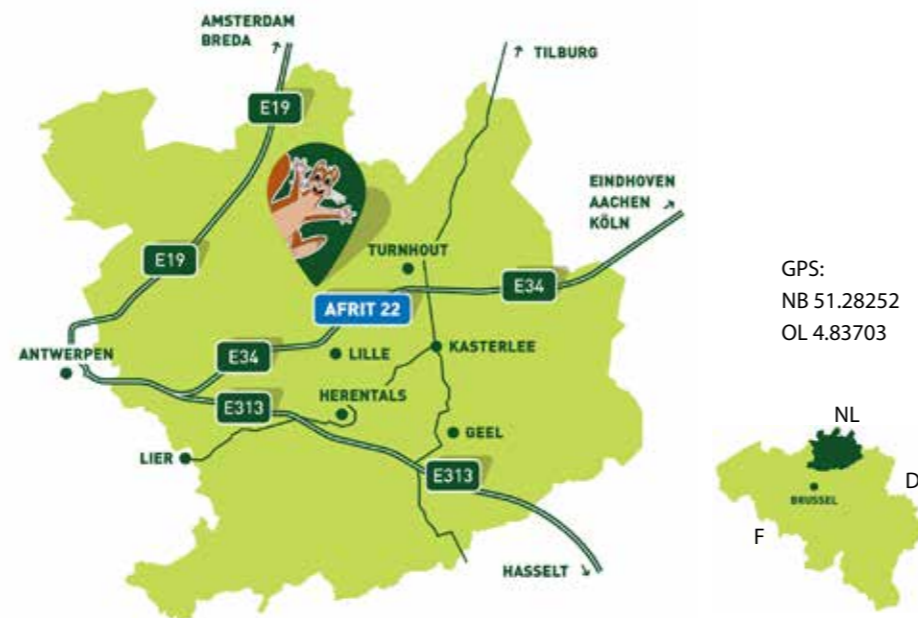 AMSTERDAM
BREDA
TILBURG
E19
EINDHOVEN
AACHEN
KÖLN
TURNHOUT
E19
E34
AFRIT 22
ANTWERPEN
E34
LILLE
KASTERLEE
HERENTALS
E313
GEEL
LIER
E313
HASSELT
GPS:
NB 51.28252
OL 4.83703
NL
D
BRUSSEL
F